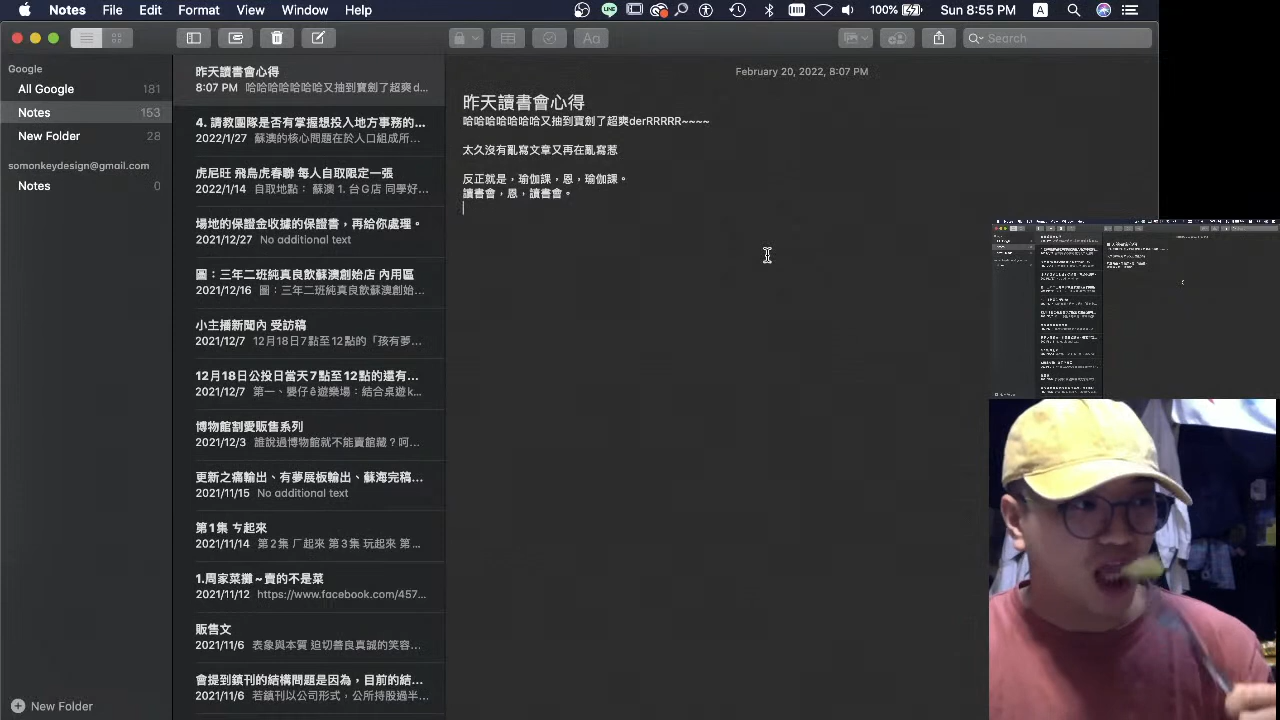 Notes File Edit Format View Window Help 100% Sun 8:55 PM A
Search
Google
All Google 181
Notes 153
New Folder 28
somonkeydesign@gmail.com
Notes 0
New Folder
昨天讀書會心得
8:07 PM 哈哈哈哈哈哈哈又抽到寶劍了超爽d...
4. 請教團隊是否有掌握想投入地方事務的...
2022/1/27 蘇澳的核心問題在於人口組成所...
虎尼旺 飛鳥虎春聯 每人自取限定一張
2022/1/14 自取地點： 蘇澳 1. 台G店 同學好...
場地的保證金收據的保證書，再給你處理。
2021/12/27 No additional text
圖：三年二班純真真飲蘇澳創始店 內用區
2021/12/16 圖：三年二班純真真飲蘇澳創始...
小主播新聞內 受訪稿
2021/12/7 12月18日7點至12點的「孩有夢...
12月18日公投日當天7點至12點的還有...
2021/12/7 第一、嬰仔ê遊樂場：結合球遊k...
博物館割愛販售系列
2021/12/3 誰說過博物館就不能賣館藏？呵...
更新之痛輸出、有夢展板輸出、蘇海完稿...
2021/11/15 No additional text
第1集 ㄘ起來
2021/11/14 第2集 ㄏ起來 第3集 玩起來 第...
1.周家菜攤～賣的不是菜
2021/11/12 https://www.facebook.com/457...
販售文
2021/11/6 表象與本質 迫切善良真誠的笑容...
會提到鎮刊的結構問題是因為，目前的結...
2021/11/6 若鎮刊以公司形式，公所持股過半...
February 20, 2022, 8:07 PM
昨天讀書會心得
哈哈哈哈哈哈哈又抽到寶劍了超爽derRRRRR~~~~
太久沒有亂寫文章又再在亂寫惹
反正就是，瑜伽課，恩，瑜伽課。
讀書會，恩，讀書會。